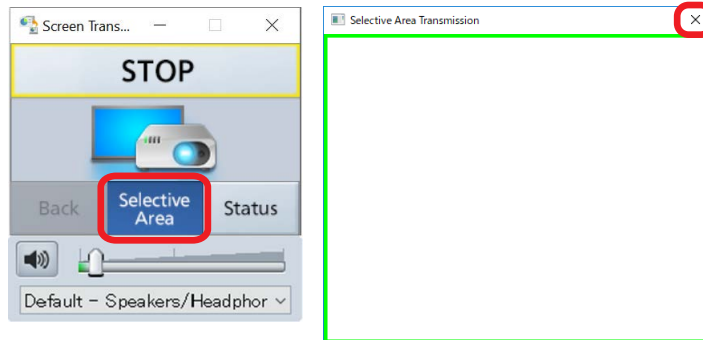 Screen Trans...
STOP
Back
Selective
Area
Status
Default - Speakers/Headphor
Selective Area Transmission